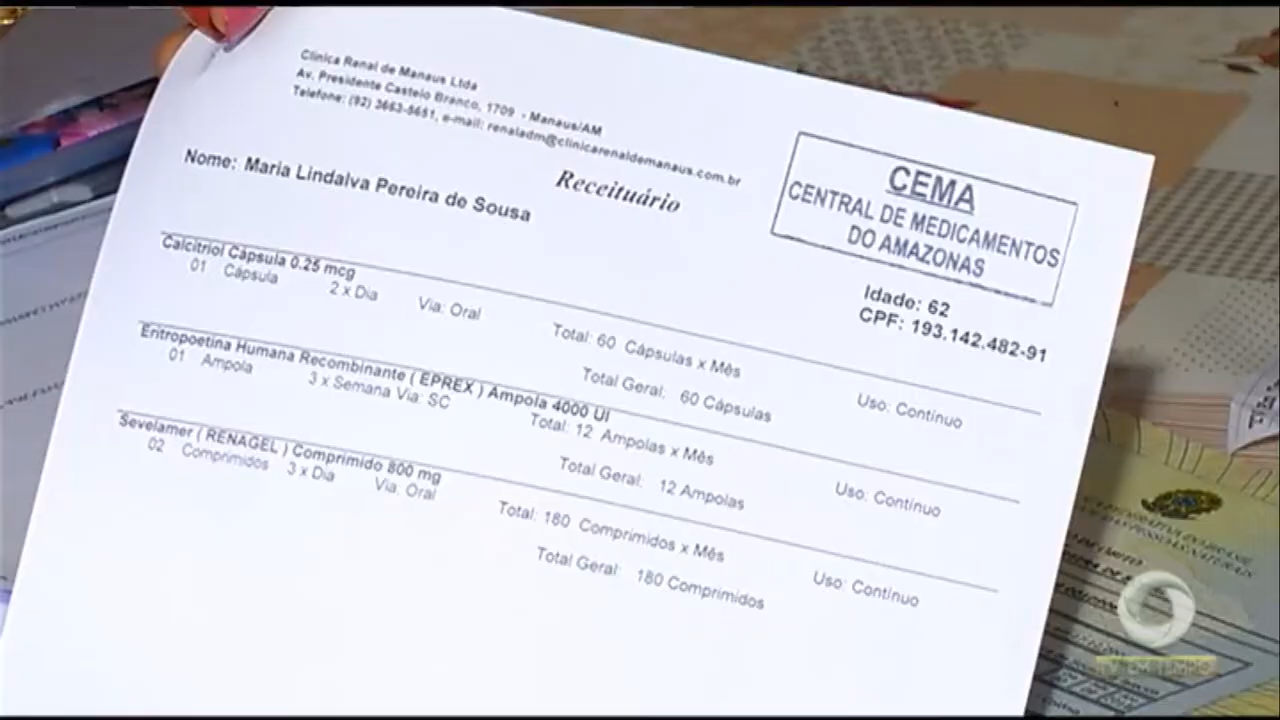 Clinica Renal de Manaus Ltda
Av. Presidente Castelo Branco, 1709 - Manaus/AM
Telefone: (92) 3663-5651, e-mail: renaladm@clinicarenaldemanaus.com.br
Receituário
CEMA
CENTRAL DE MEDICAMENTOS
DO AMAZONAS
Nome: Maria Lindalva Pereira de Sousa
Idade: 62
CPF: 193.142.482-91
Calcitriol Cápsula 0.25 mcg
01 Cápsula 2 x Dia Via: Oral Total: 60 Cápsulas x Mês
Total Geral: 60 Cápsulas Uso: Contínuo
Eritropoetina Humana Recombinante ( EPREX ) Ampola 4000 UI
01 Ampola 3 x Semana Via: SC Total: 12 Ampolas x Mês
Total Geral: 12 Ampolas Uso: Contínuo
Sevelamer ( RENAGEL ) Comprimido 800 mg
02 Comprimidos 3 x Dia Via: Oral Total: 180 Comprimidos x Mês
Total Geral: 180 Comprimidos Uso: Contínuo
TV EM TEMPO